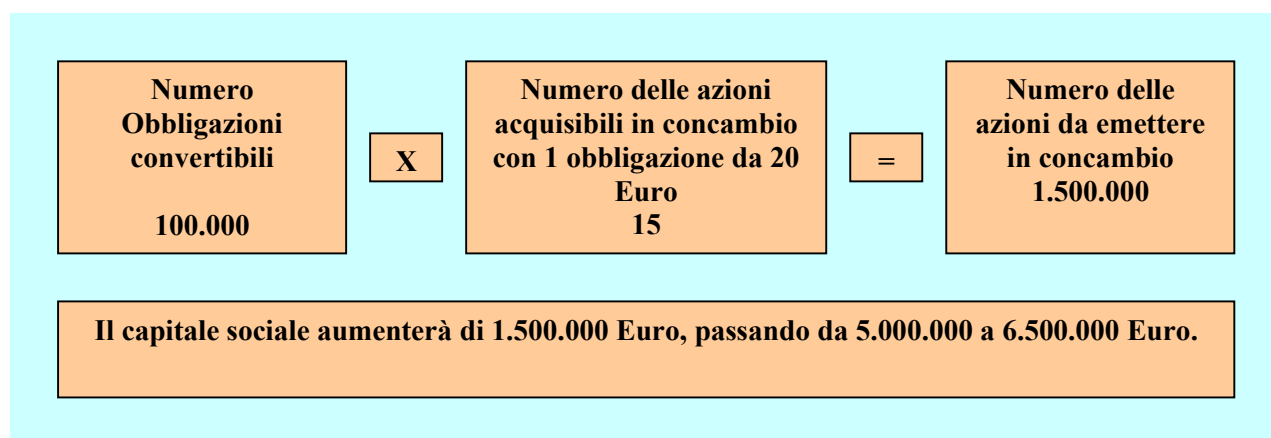 Numero
Obbligazioni
convertibili
100.000
X
Numero delle azioni
acquisibili in concambio
con 1 obbligazione da 20
Euro
15
=
Numero delle
azioni da emettere
in concambio
1.500.000
Il capitale sociale aumenterà di 1.500.000 Euro, passando da 5.000.000 a 6.500.000 Euro.